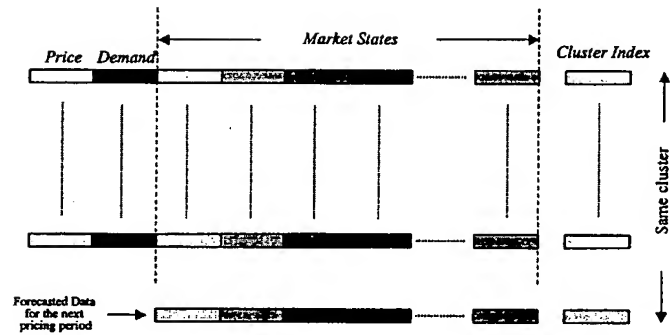 Market States
Price Demand
Cluster Index
Same cluster
Forecasted Data
for the next
pricing period